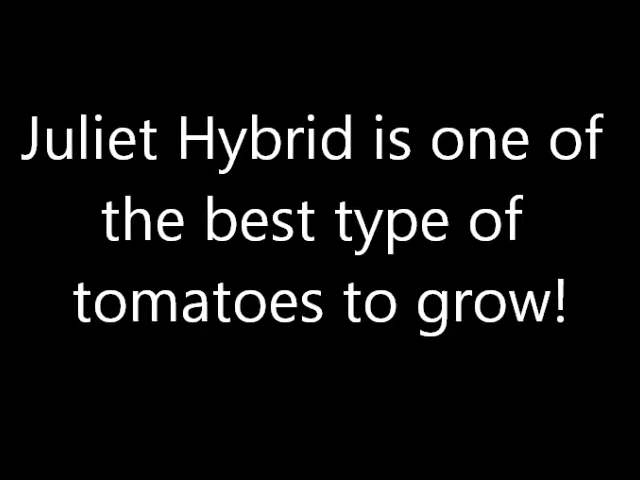 Juliet Hybrid is one of
the best type of
tomatoes to grow!